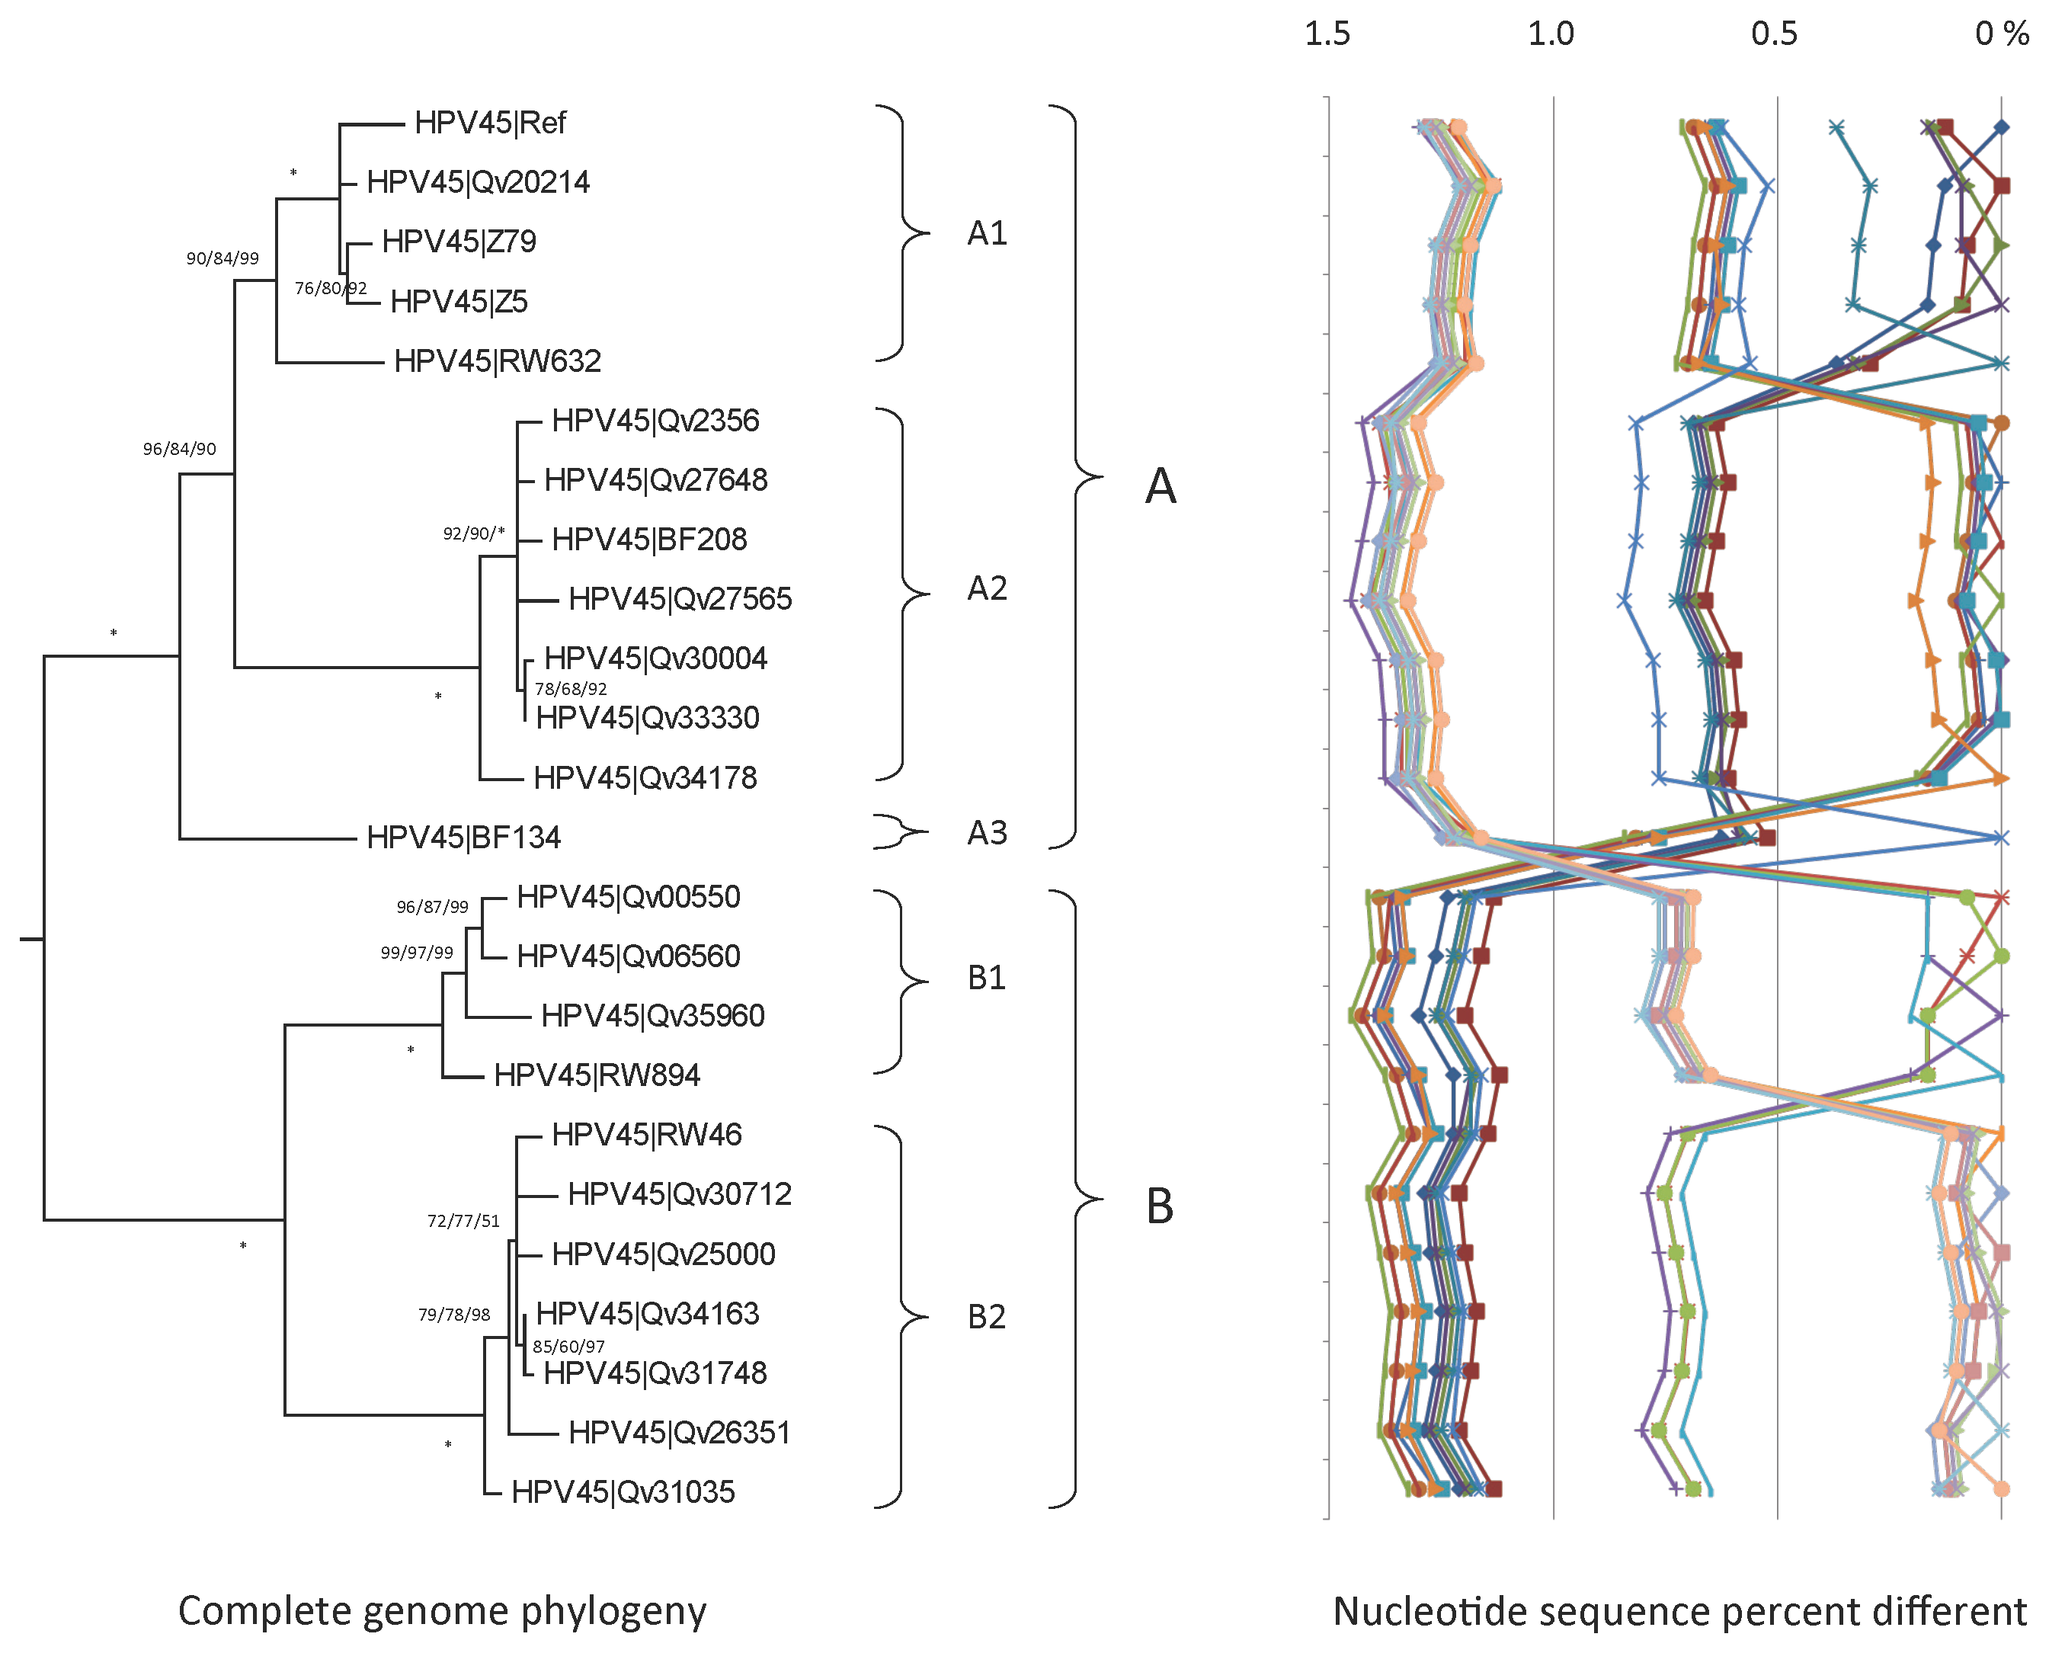 1.5 1.0 0.5 0 %
HPV45|Ref
*
HPV45|Qv20214
A1
HPV45|Z79
90/84/99
76/80/92
HPV45|Z5
HPV45|RW632
HPV45|Qv2356
96/84/90
HPV45|Qv27648
A
92/90/*
HPV45|BF208
A2
HPV45|Qv27565
*
HPV45|Qv30004
78/68/92
*
HPV45|Qv33330
HPV45|Qv34178
HPV45|BF134
A3
HPV45|Qv00550
96/87/99
99/97/99
HPV45|Qv06560
B1
HPV45|Qv35960
*
HPV45|RW894
HPV45|RW46
HPV45|Qv30712
B
72/77/51
*
HPV45|Qv25000
79/78/98
HPV45|Qv34163
B2
85/60/97
HPV45|Qv31748
HPV45|Qv26351
*
HPV45|Qv31035
Complete genome phylogeny
Nucleotide sequence percent different